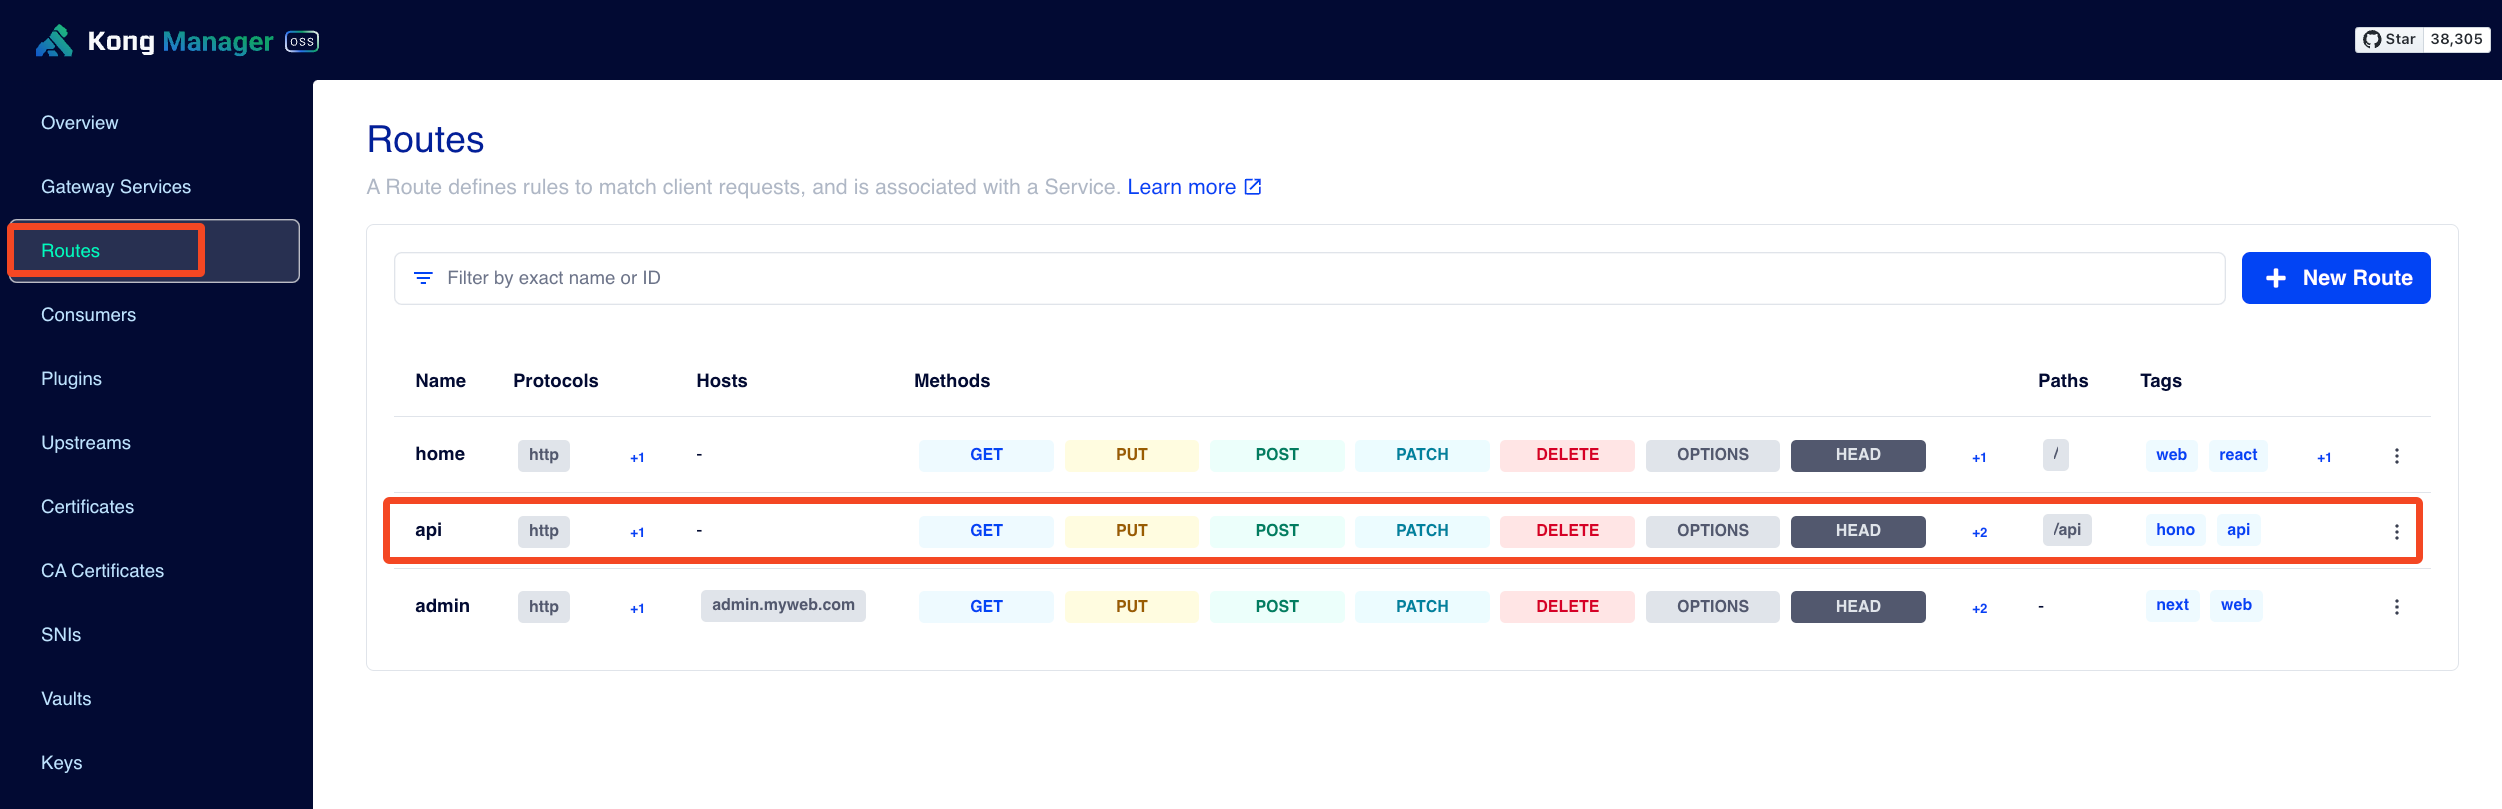 Kong Manager OSS
Star 38,305
Overview
Gateway Services
Routes
Consumers
Plugins
Upstreams
Certificates
CA Certificates
SNIs
Vaults
Keys
Routes
A Route defines rules to match client requests, and is associated with a Service. Learn more
Filter by exact name or ID
New Route
Name Protocols Hosts Methods Paths Tags
home http +1 - GET PUT POST PATCH DELETE OPTIONS HEAD +1 / web react +1
api http +1 - GET PUT POST PATCH DELETE OPTIONS HEAD +2 /api hono api
admin http +1 admin.myweb.com GET PUT POST PATCH DELETE OPTIONS HEAD +2 - next web